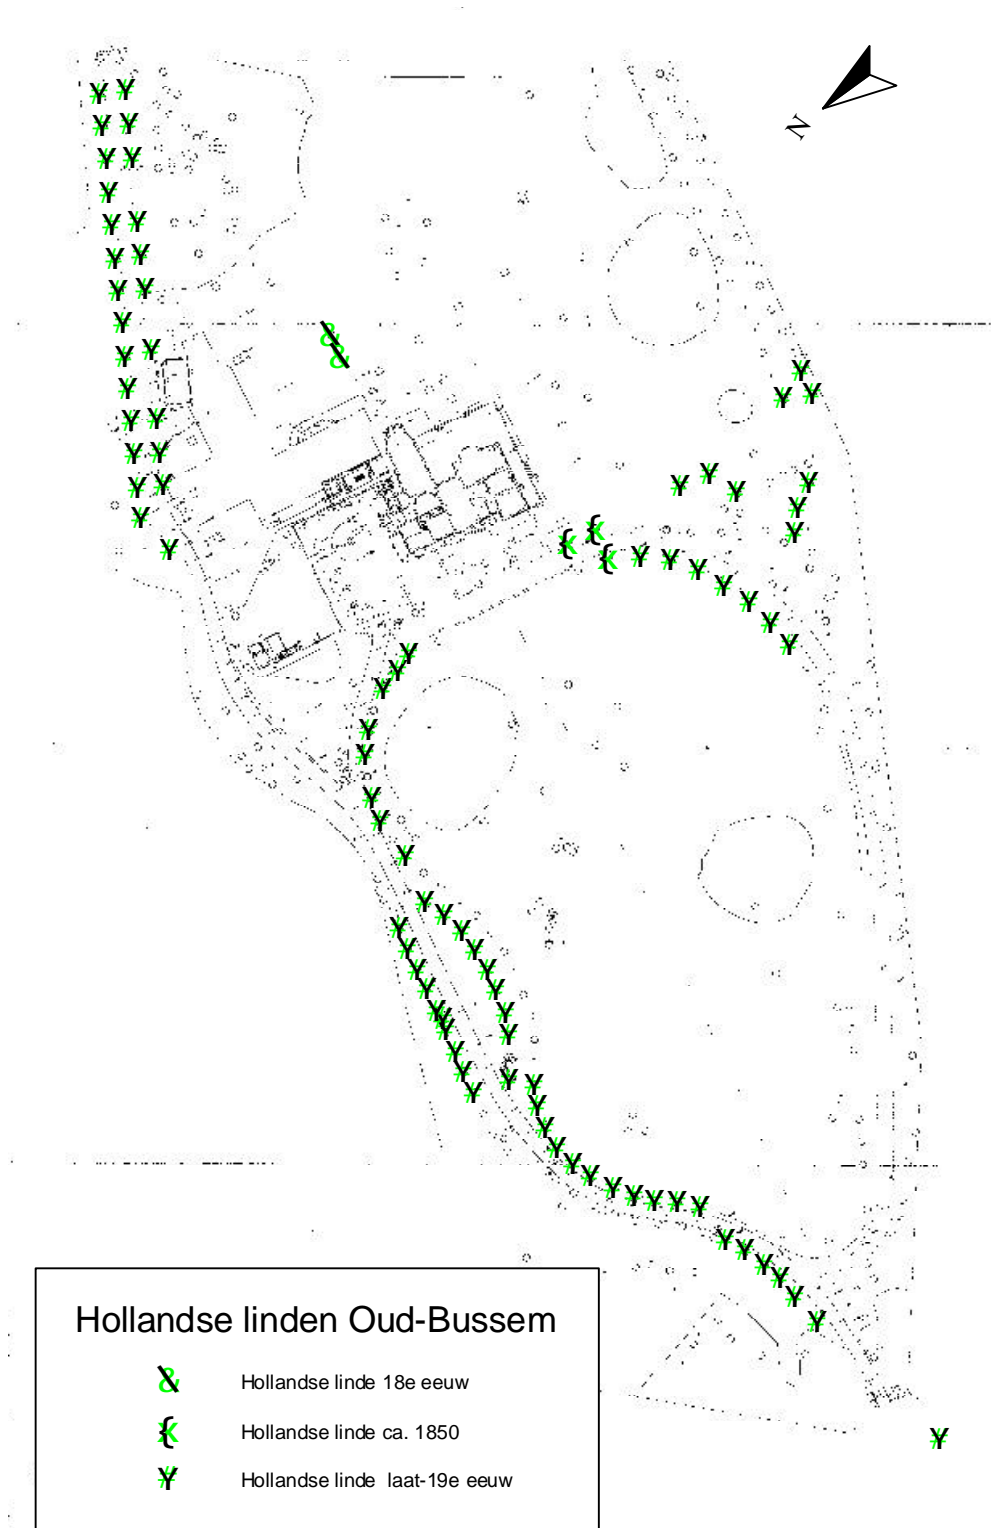 N
Hollandse linden Oud-Bussem
Hollandse linde 18e eeuw
Hollandse linde ca. 1850
Hollandse linde laat-19e eeuw